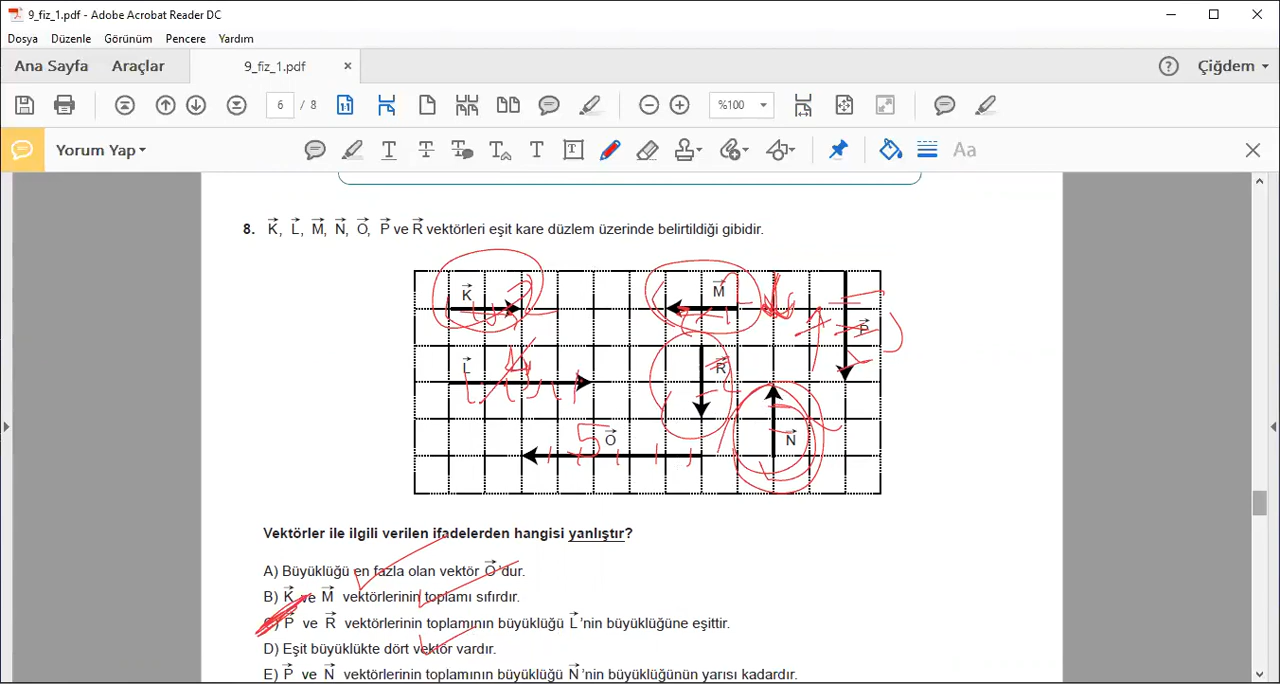 9_fiz_1.pdf - Adobe Acrobat Reader DC
Dosya Düzenle Görünüm Pencere Yardım
Ana Sayfa Araçlar 9_fiz_1.pdf × ? Çiğdem
6 / 8 %100
Yorum Yap T T T T T T Aa
8. K, L, M, N, O, P ve R vektörleri eşit kare düzlem üzerinde belirtildiği gibidir.
K M
P
L R
5 O N
Vektörler ile ilgili verilen ifadelerden hangisi yanlıştır?
A) Büyüklüğü en fazla olan vektör O'dur.
B) K ve M vektörlerinin toplamı sıfırdır.
C) P ve R vektörlerinin toplamının büyüklüğü L'nin büyüklüğüne eşittir.
D) Eşit büyüklükte dört vektör vardır.
E) P ve N vektörlerinin toplamının büyüklüğü N'nin büyüklüğünün yarısı kadardır.